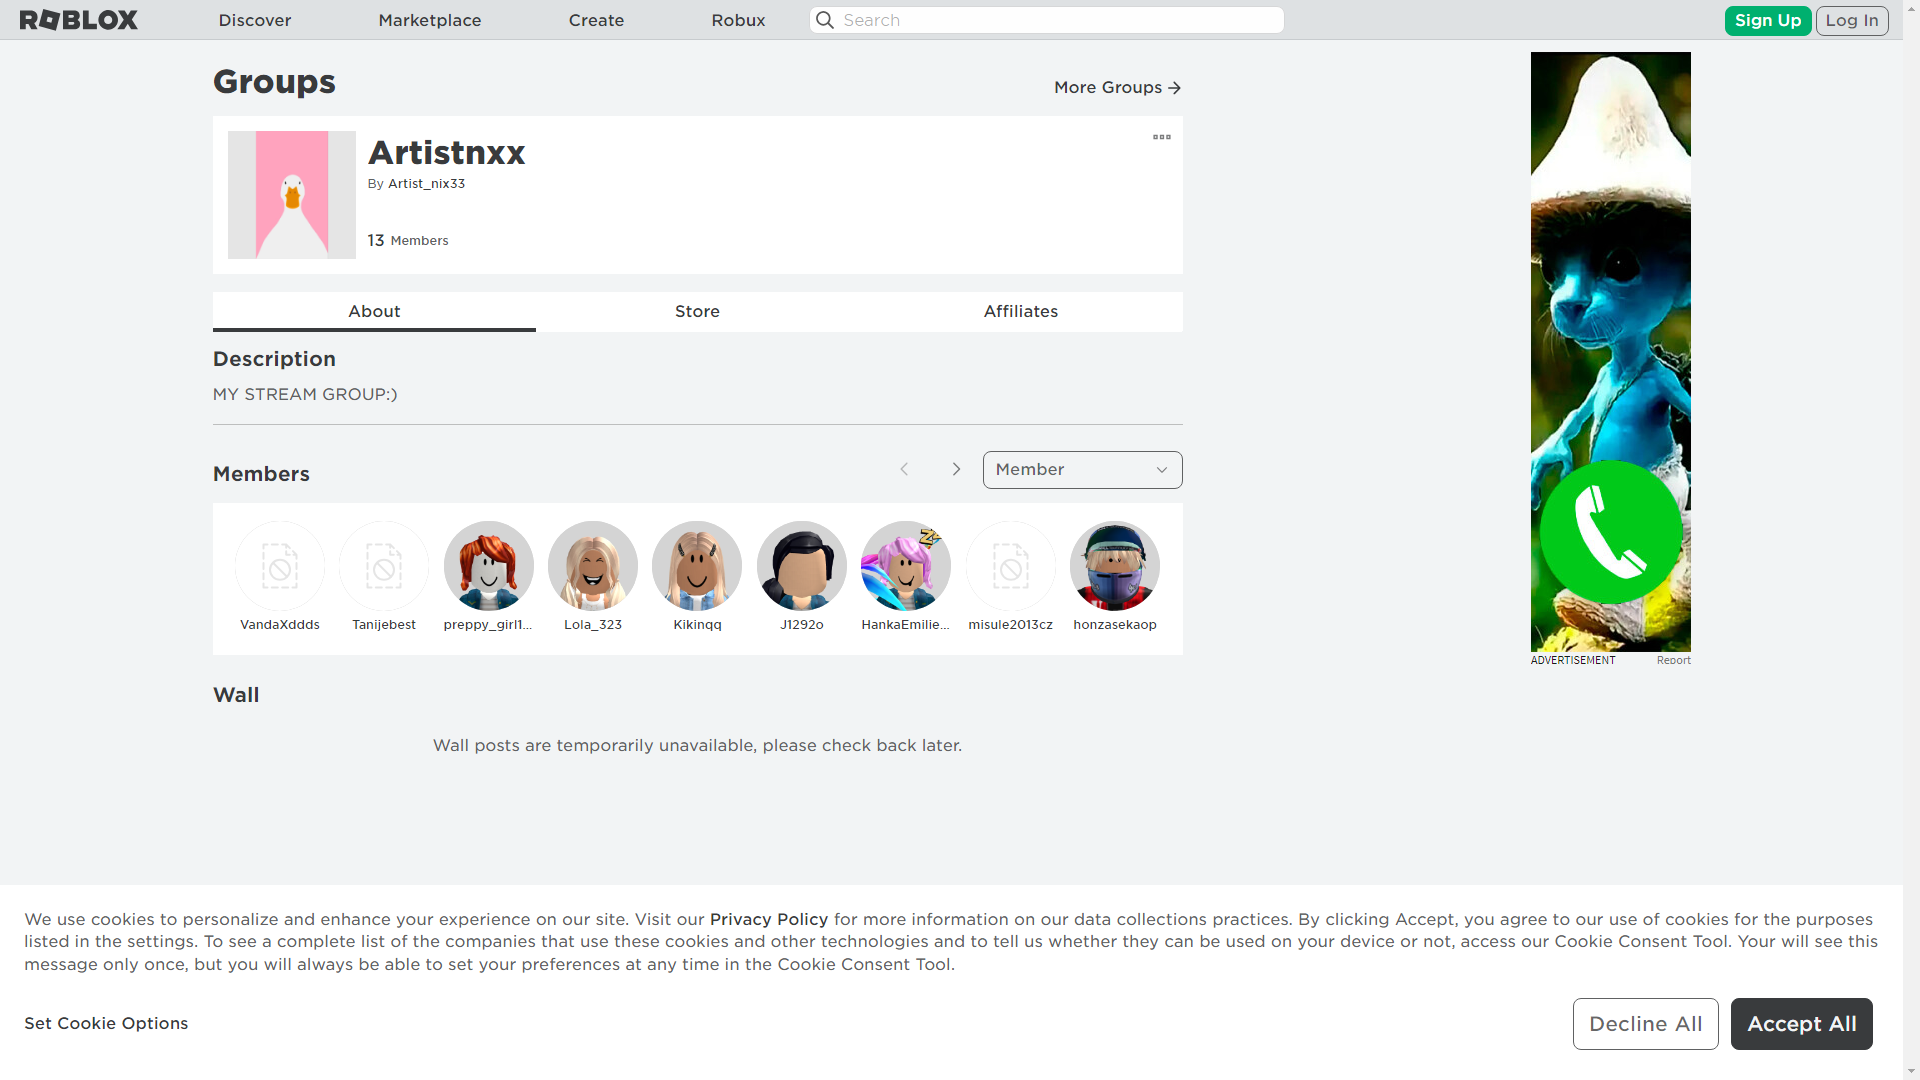 ROBLOX
Discover
Marketplace
Create
Robux
Search
Sign Up
Log In
Groups
More Groups
Artistnxx
By Artist_nix33
13 Members
About
Store
Affiliates
Description
MY STREAM GROUP:)
Members
Member
VandaXddds
Tanijebest
preppy_girl1...
Lola_323
Kikinqq
J1292o
HankaEmilie...
misule2013cz
honzasekaop
ADVERTISEMENT
Report
Wall
Wall posts are temporarily unavailable, please check back later.
We use cookies to personalize and enhance your experience on our site. Visit our Privacy Policy for more information on our data collections practices. By clicking Accept, you agree to our use of cookies for the purposes
listed in the settings. To see a complete list of the companies that use these cookies and other technologies and to tell us whether they can be used on your device or not, access our Cookie Consent Tool. Your will see this
message only once, but you will always be able to set your preferences at any time in the Cookie Consent Tool.
Set Cookie Options
Decline All
Accept All